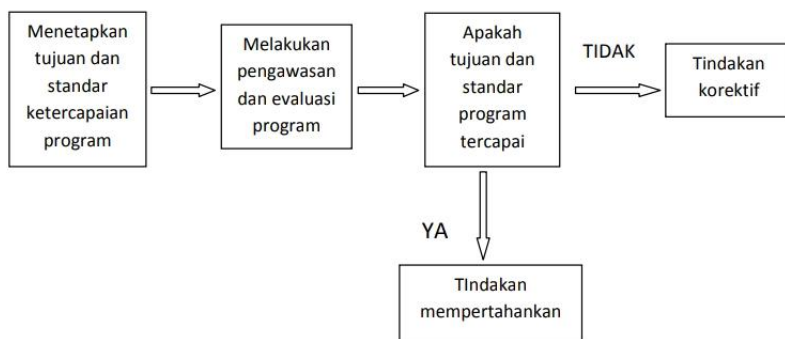 Menetapkan
tujuan dan
standar
ketercapaian
program
Melakukan
pengawasan
dan evaluasi
program
Apakah
tujuan dan
standar
program
tercapai
TIDAK
Tindakan
korektif
YA
TIndakan
mempertahankan